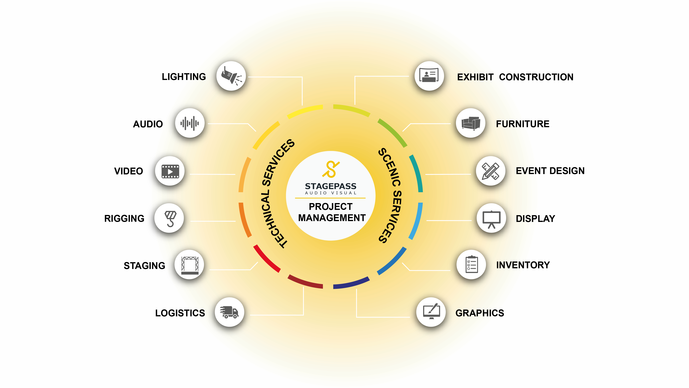 LIGHTING
AUDIO
VIDEO
RIGGING
STAGING
LOGISTICS
TECHNICAL SERVICES
STAGEPASS
AUDIO VISUAL
PROJECT
MANAGEMENT
SCENIC SERVICES
EXHIBIT CONSTRUCTION
FURNITURE
EVENT DESIGN
DISPLAY
INVENTORY
GRAPHICS